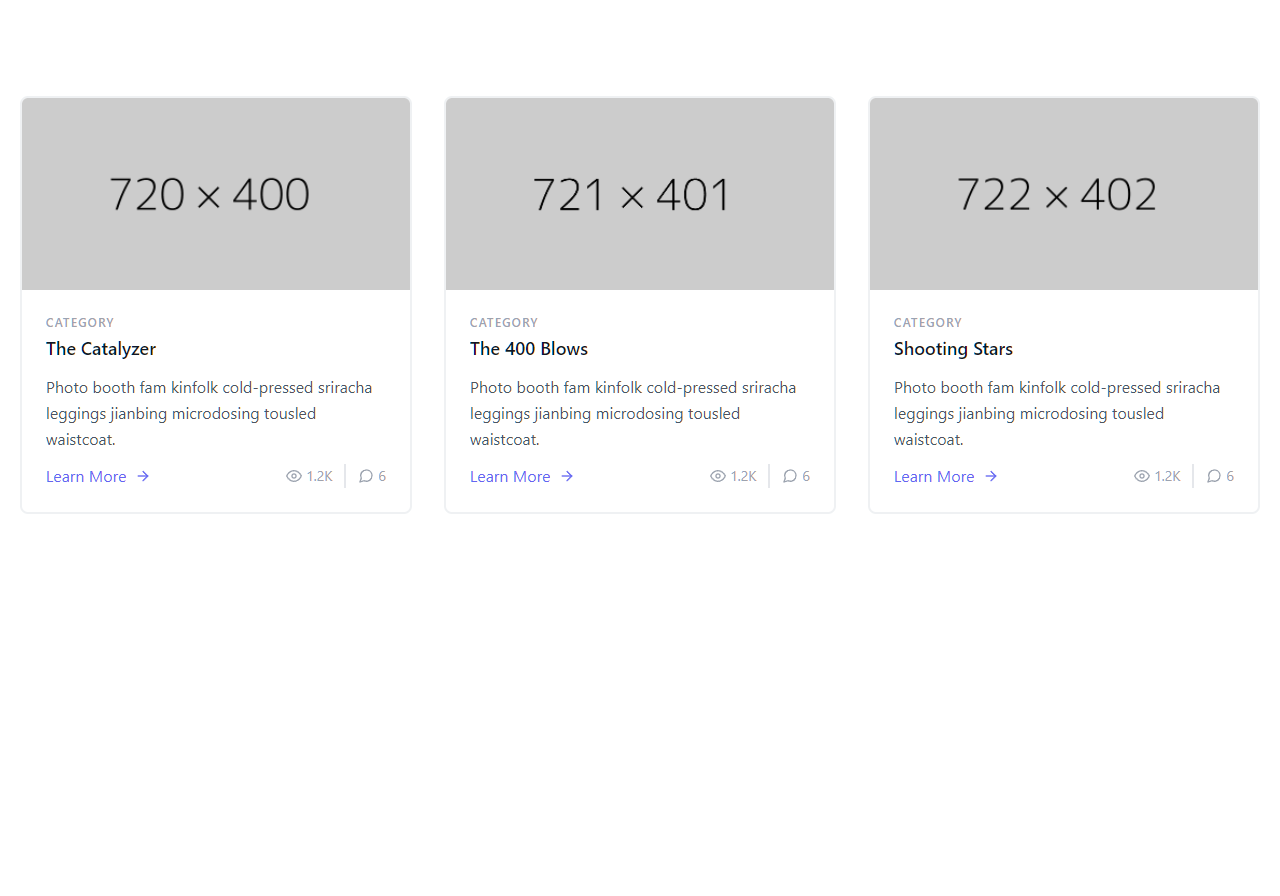 720 × 400
CATEGORY
The Catalyzer
Photo booth fam kinfolk cold-pressed sriracha
leggings jianbing microdosing tousled
waistcoat.
Learn More
1.2K
6
721 × 401
CATEGORY
The 400 Blows
Photo booth fam kinfolk cold-pressed sriracha
leggings jianbing microdosing tousled
waistcoat.
Learn More
1.2K
6
722 × 402
CATEGORY
Shooting Stars
Photo booth fam kinfolk cold-pressed sriracha
leggings jianbing microdosing tousled
waistcoat.
Learn More
1.2K
6